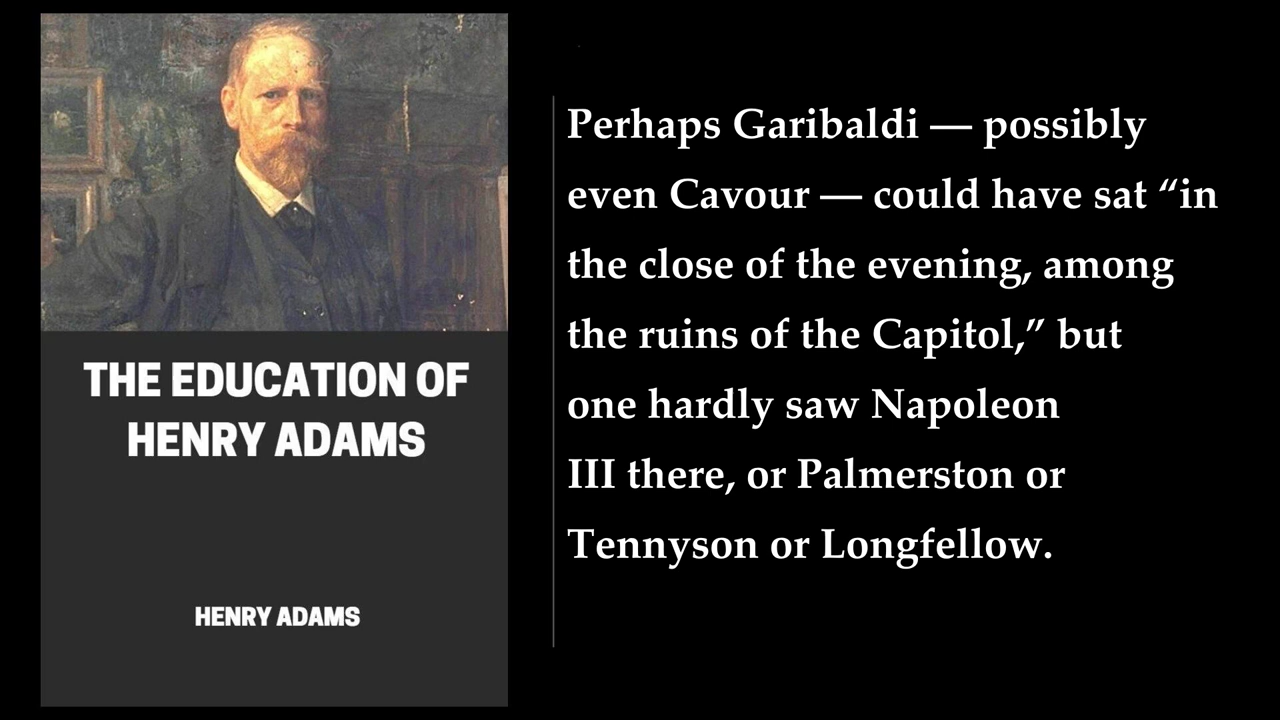 THE EDUCATION OF
HENRY ADAMS
HENRY ADAMS
Perhaps Garibaldi — possibly
even Cavour — could have sat “in
the close of the evening, among
the ruins of the Capitol,” but
one hardly saw Napoleon
III there, or Palmerston or
Tennyson or Longfellow.